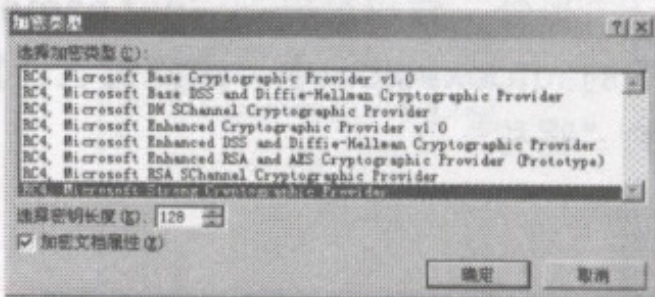 加密类型
选择加密类型(C):
RC4, Microsoft Base Cryptographic Provider v1.0
RC4, Microsoft Base DSS and Diffie-Hellman Cryptographic Provider
RC4, Microsoft DH SChannel Cryptographic Provider
RC4, Microsoft Enhanced Cryptographic Provider v1.0
RC4, Microsoft Enhanced DSS and Diffie-Hellman Cryptographic Provider
RC4, Microsoft Enhanced RSA and AES Cryptographic Provider (Prototype)
RC4, Microsoft RSA SChannel Cryptographic Provider
RC4, Microsoft Strong Cryptographic Provider
选择密钥长度(K): 128
加密文档属性(X)
确定 取消